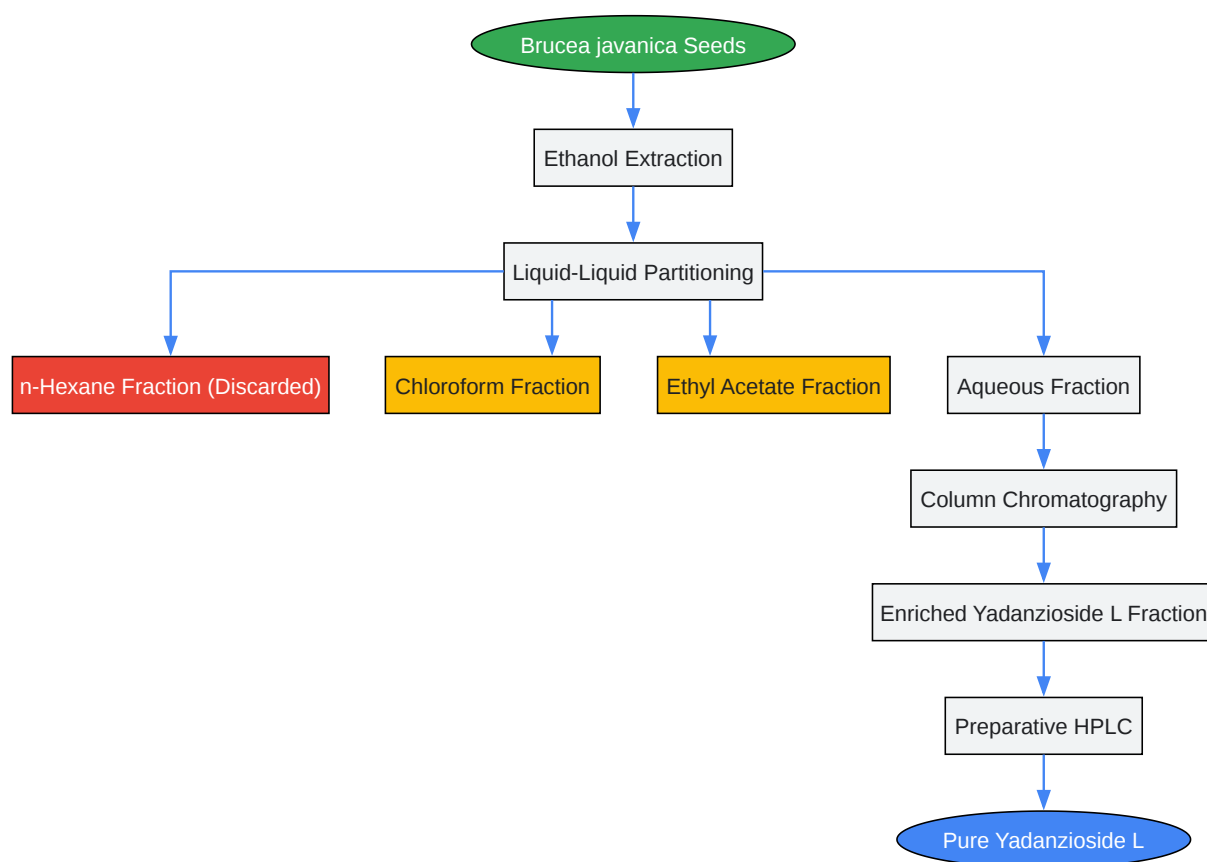 Brucea javanica Seeds
Ethanol Extraction
Liquid-Liquid Partitioning
n-Hexane Fraction (Discarded)
Chloroform Fraction
Ethyl Acetate Fraction
Aqueous Fraction
Column Chromatography
Enriched Yadanzioside L Fraction
Preparative HPLC
Pure Yadanzioside L